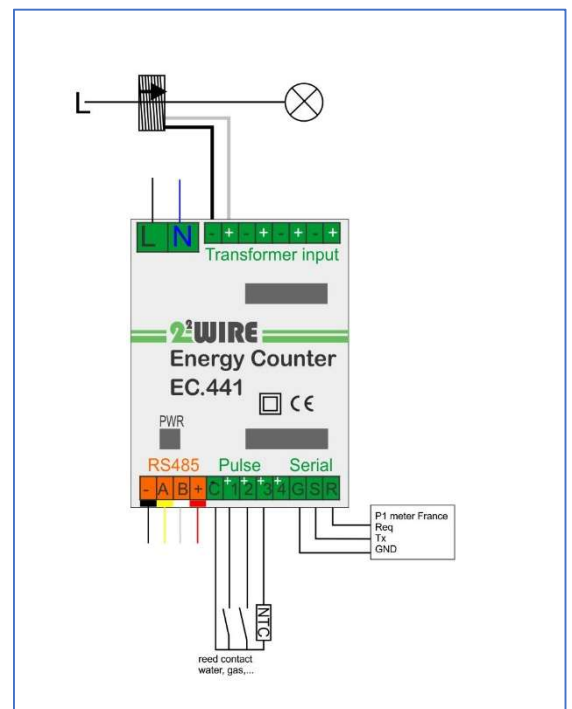 L
L N - + - + - + - +
Transformer input
2²WIRE
Energy Counter
EC.441
CE
PWR
RS485 Pulse Serial
- A B + C +1 +2 +3 +4 G S R
P1 meter France
Req
Tx
GND
NTC
reed contact
water, gas,...